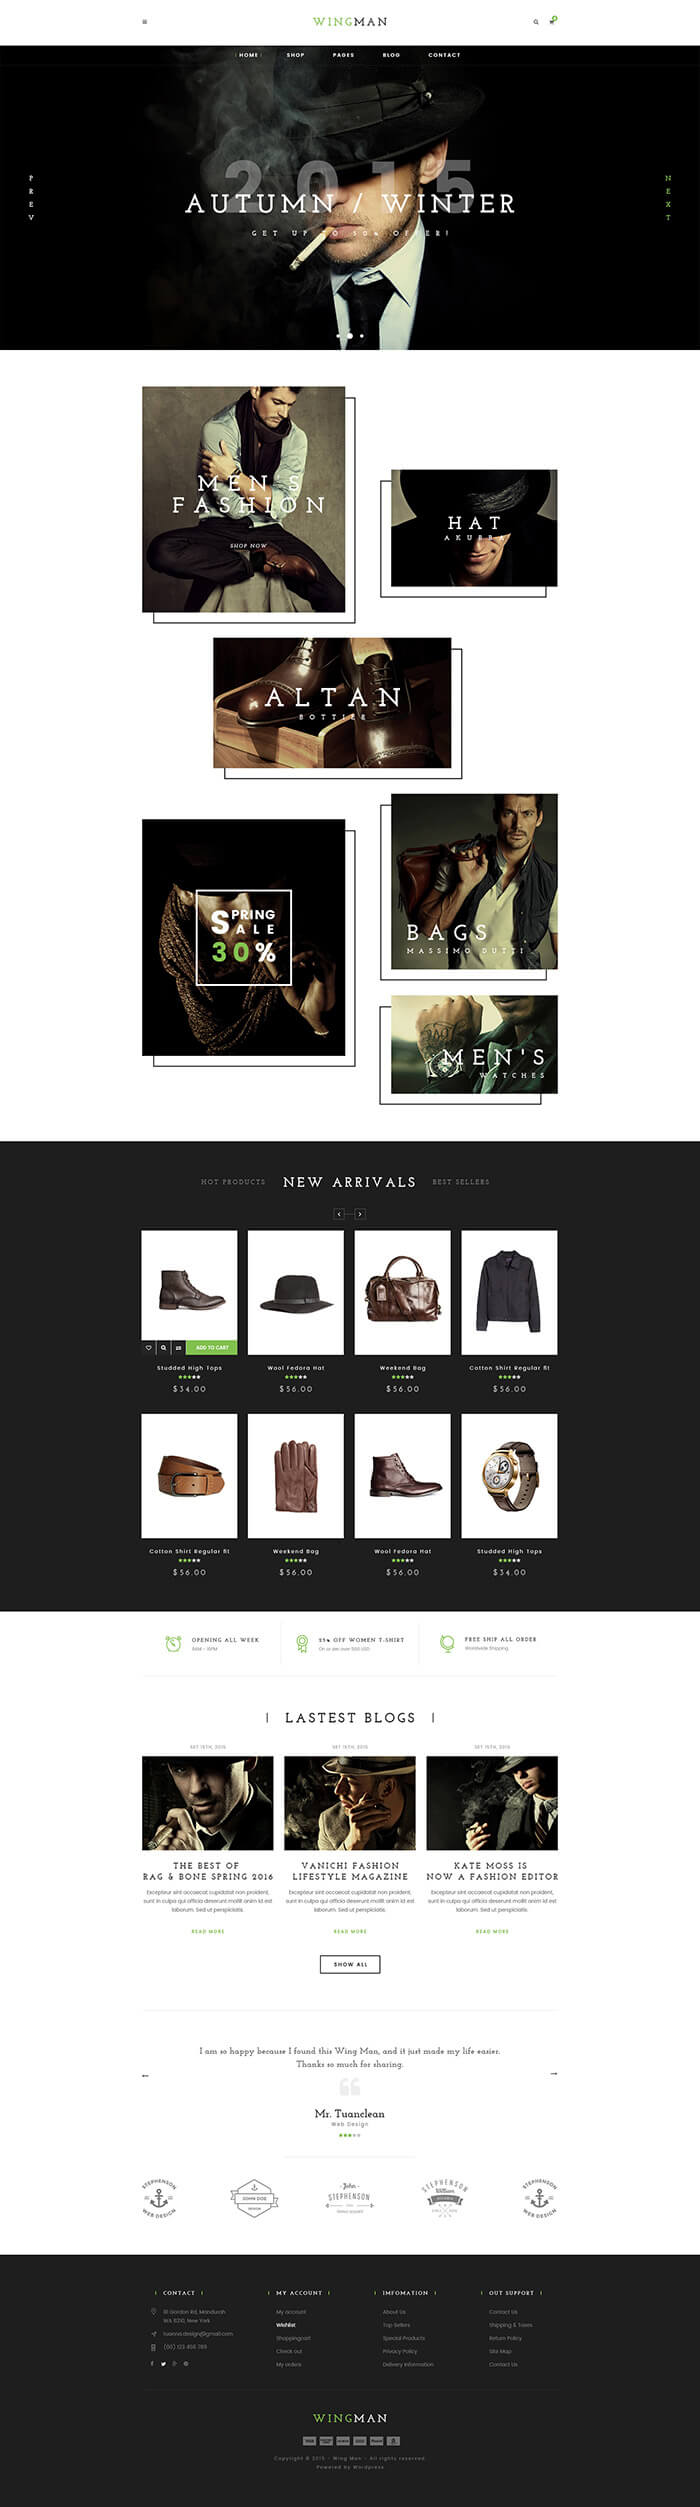 WINGMAN
HOME
SHOP
PAGES
BLOG
CONTACT
PREV
NEXT
2015
AUTUMN / WINTER
GET UP TO 50% OFFER!
MEN'S
FASHION
SHOP NOW
HAT
AKUBRA
ALTAN
BOTTIER
SPRING
SALE
30%
BAGS
MASSIMO DUTTI
MEN'S
WATCHES
HOT PRODUCTS
NEW ARRIVALS
BEST SELLERS
ADD TO CART
Studded High Tops
Wool Fedora Hat
Weekend Bag
Cotton Shirt Regular fit
$34.00
$56.00
$56.00
$56.00
Cotton Shirt Regular fit
Weekend Bag
Wool Fedora Hat
Studded High Tops
$56.00
$56.00
$56.00
$34.00
OPENING ALL WEEK
8AM - 10PM
25% OFF WOMEN T-SHIRT
On or der over 500 USD
FREE SHIP ALL ORDER
Worldwide Shipping
| LASTEST BLOGS |
SET 15TH, 2015
SET 15TH, 2015
SET 15TH, 2015
THE BEST OF
RAG & BONE SPRING 2016
Excepteur sint occaecat cupidatat non proident,
sunt in culpa qui officia deserunt mollit anim id est
laborum. Sed ut perspiciatis.
READ MORE
VANICHI FASHION
LIFESTYLE MAGAZINE
Excepteur sint occaecat cupidatat non proident,
sunt in culpa qui officia deserunt mollit anim id est
laborum. Sed ut perspiciatis.
READ MORE
KATE MOSS IS
NOW A FASHION EDITOR
Excepteur sint occaecat cupidatat non proident,
sunt in culpa qui officia deserunt mollit anim id est
laborum. Sed ut perspiciatis.
READ MORE
SHOW ALL
I am so happy because I found this Wing Man, and it just made my life easier.
Thanks so much for sharing.
Mr. Tuanclean
Web Design
STEPHENSON
WEB DESIGN
JOHN DOE
DESIGN
John
STEPHENSON
STEPHENSON
STEPHENSON
WEB DESIGN
CONTACT
61 Gordon Rd, Mandurah
WA 6210, New York
tuanna.design@gmail.com
(00) 123 456 789
MY ACCOUNT
My account
Wishlist
Shoppingcart
Check out
My orders
INFOMATION
About Us
Top Sellers
Special Products
Privacy Policy
Delivery Information
OUT SUPPORT
Contact Us
Shipping & Taxes
Return Policy
Site Map
Contact Us
WINGMAN
Copyright © 2015 - Wing Man - All rights reserved.
Powered by Wordpress